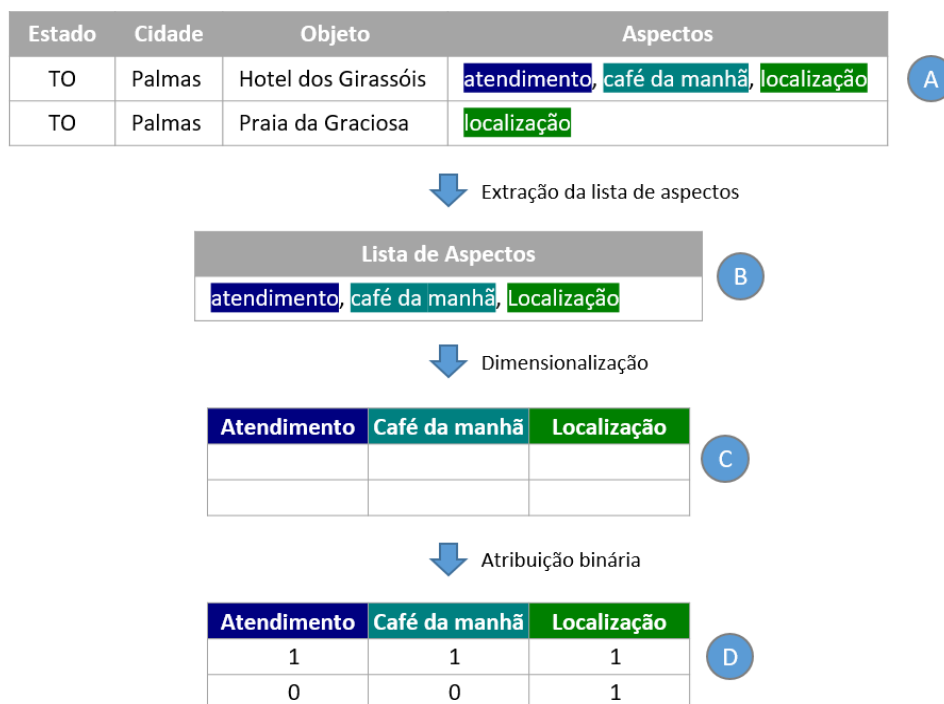 Estado Cidade Objeto Aspectos
TO Palmas Hotel dos Girassóis atendimento, café da manhã, localização A
TO Palmas Praia da Graciosa localização
Extração da lista de aspectos
Lista de Aspectos
B
atendimento, café da manhã, Localização
Dimensionalização
Atendimento Café da manhã Localização
C
Atribuição binária
Atendimento Café da manhã Localização
1 1 1 D
0 0 1